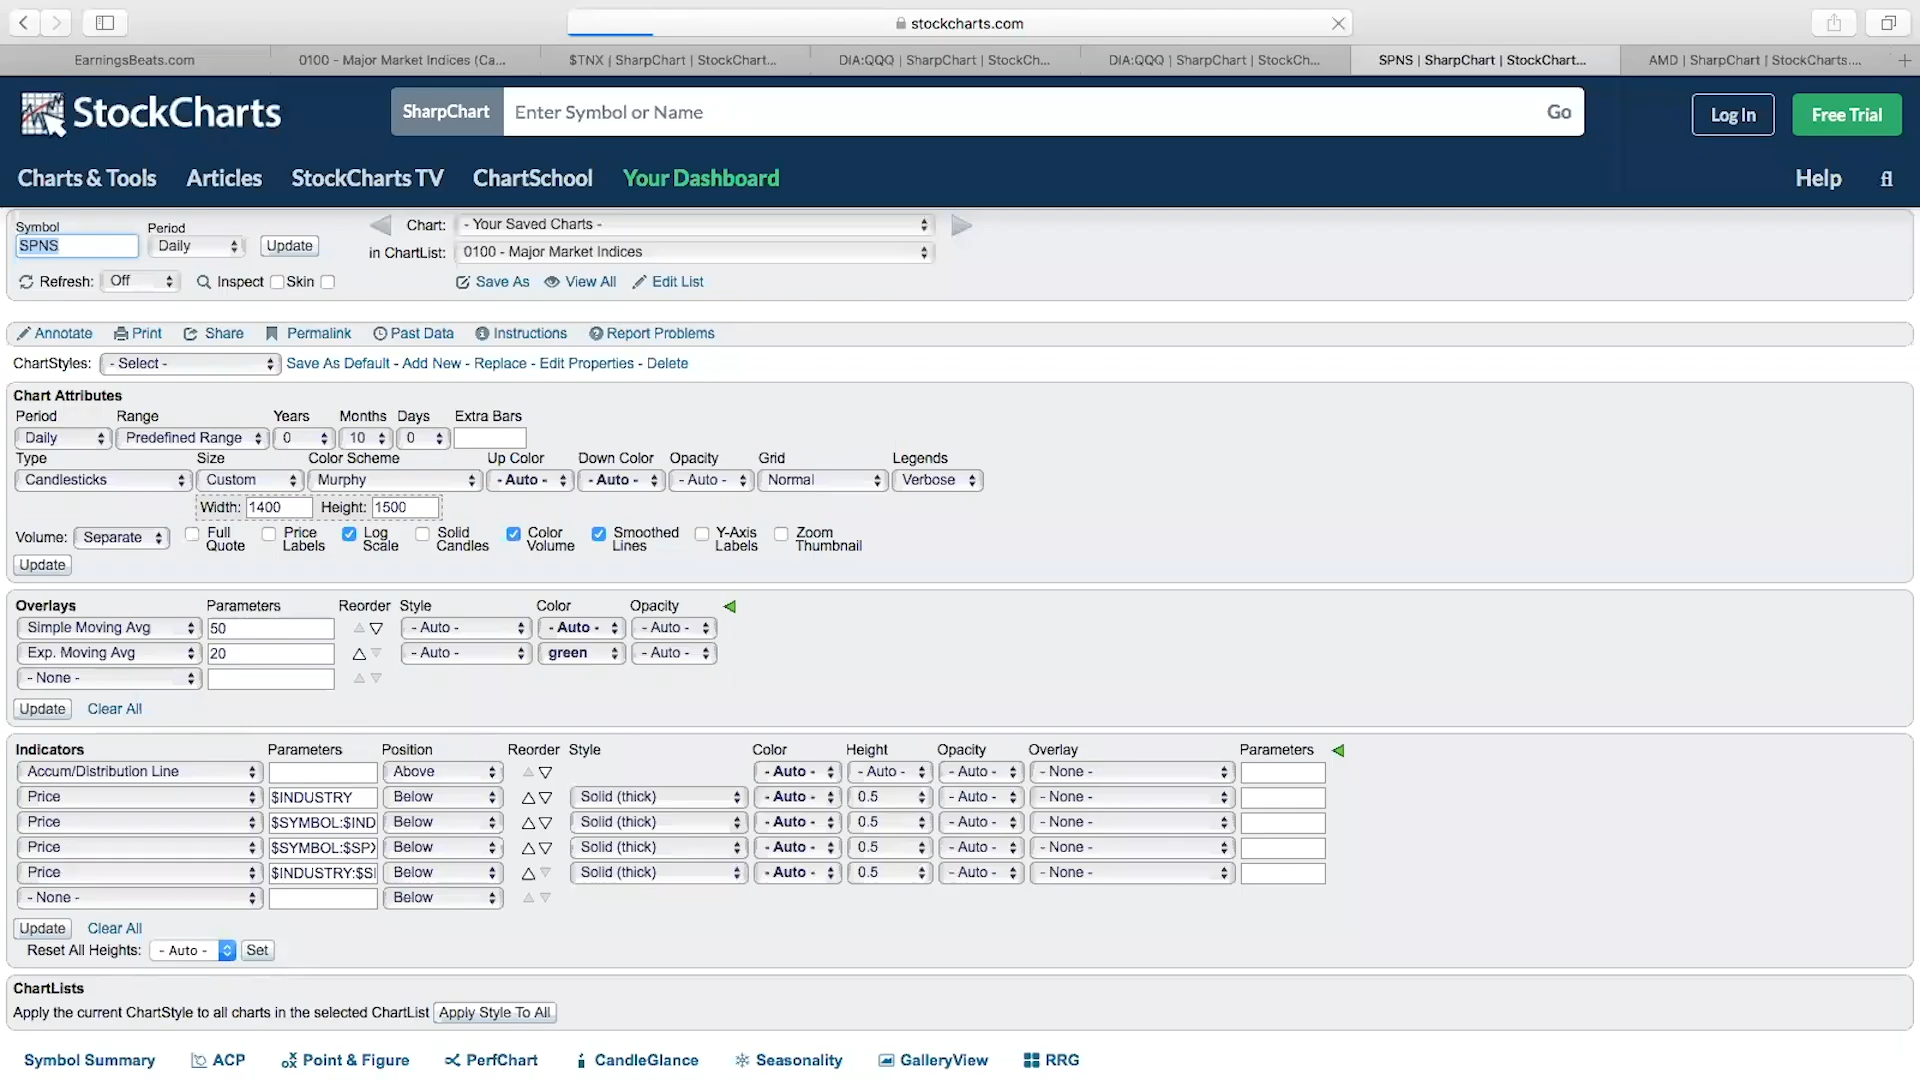 stockcharts.com
EarningsBeats.com
0100 - Major Market Indices (Ca...
$TNX | SharpChart | StockChart...
DIA:QQQ | SharpChart | StockCh...
DIA:QQQ | SharpChart | StockCh...
SPNS | SharpChart | StockChart...
AMD | SharpChart | StockCharts....
StockCharts
SharpChart Enter Symbol or Name Go
Log In Free Trial
Charts & Tools Articles StockCharts TV ChartSchool Your Dashboard Help
Symbol Period Chart: - Your Saved Charts -
SPNS Daily Update in ChartList: 0100 - Major Market Indices
Refresh: Off Inspect Skin Save As View All Edit List
Annotate Print Share Permalink Past Data Instructions Report Problems
ChartStyles: - Select - Save As Default - Add New - Replace - Edit Properties - Delete
Chart Attributes
Period Range Years Months Days Extra Bars
Daily Predefined Range 0 10 0
Type Size Color Scheme Up Color Down Color Opacity Grid Legends
Candlesticks Custom Murphy - Auto - - Auto - - Auto - Normal Verbose
Width: 1400 Height: 1500
Volume: Separate Full Quote Price Labels Log Scale Solid Candles Color Volume Smoothed Lines Y-Axis Labels Zoom Thumbnail
Update
Overlays Parameters Reorder Style Color Opacity
Simple Moving Avg 50 - Auto - - Auto - - Auto -
Exp. Moving Avg 20 - Auto - green - Auto -
- None -
Update Clear All
Indicators Parameters Position Reorder Style Color Height Opacity Overlay Parameters
Accum/Distribution Line Above - Auto - - Auto - - Auto - - None -
Price $INDUSTRY Below Solid (thick) - Auto - 0.5 - Auto - - None -
Price $SYMBOL:$IND Below Solid (thick) - Auto - 0.5 - Auto - - None -
Price $SYMBOL:$SPX Below Solid (thick) - Auto - 0.5 - Auto - - None -
Price $INDUSTRY:$SI Below Solid (thick) - Auto - 0.5 - Auto - - None -
- None - Below
Update Clear All
Reset All Heights: - Auto - Set
ChartLists
Apply the current ChartStyle to all charts in the selected ChartList Apply Style To All
Symbol Summary ACP Point & Figure PerfChart CandleGlance Seasonality GalleryView RRG